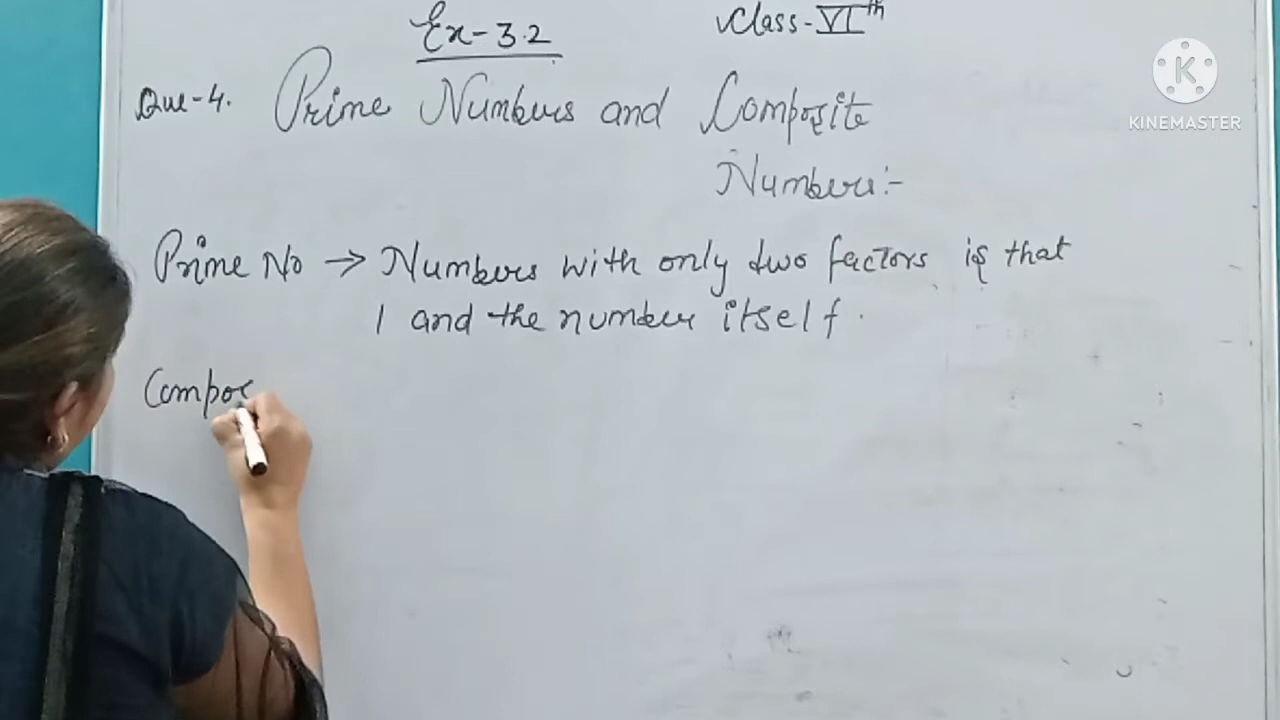 Ex-3.2
Class-VIth
Que-4. Prime Numbers and Composite
Numbers:-
Prime No → Numbers with only two factors is that
1 and the number itself.
Compos
K
KINEMASTER